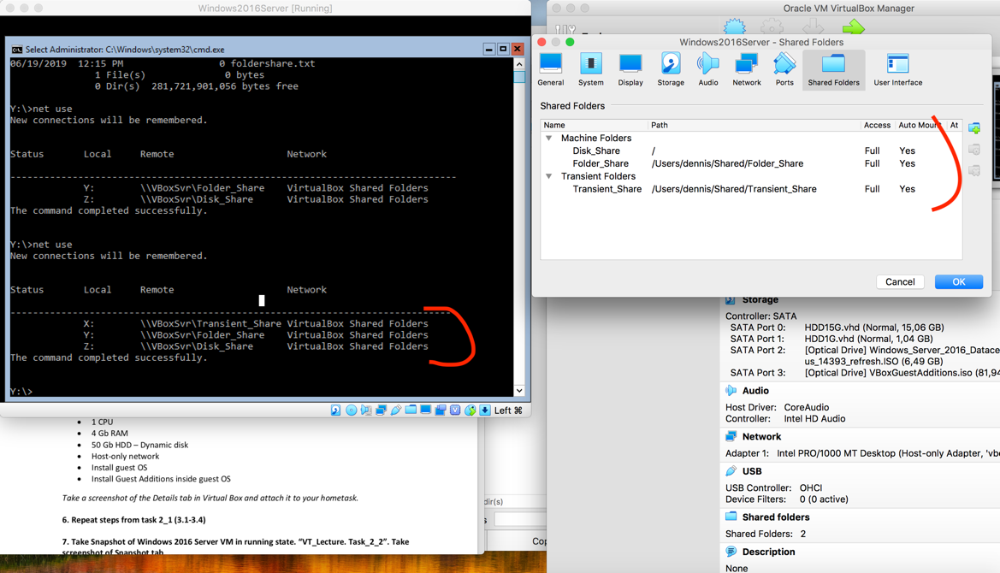 Windows2016Server [Running]
Select Administrator: C:\Windows\system32\cmd.exe
06/19/2019  12:15 PM                 0 foldershare.txt
1 File(s)              0 bytes
0 Dir(s)  281,721,901,056 bytes free
Y:\>net use
New connections will be remembered.
Status       Local     Remote                    Network
-------------------------------------------------------------------------------
Y:        \\VBoxSvr\Folder_Share    VirtualBox Shared Folders
Z:        \\VBoxSvr\Disk_Share      VirtualBox Shared Folders
The command completed successfully.
Y:\>net use
New connections will be remembered.
Status       Local     Remote                    Network
-------------------------------------------------------------------------------
X:        \\VBoxSvr\Transient_Share VirtualBox Shared Folders
Y:        \\VBoxSvr\Folder_Share    VirtualBox Shared Folders
Z:        \\VBoxSvr\Disk_Share      VirtualBox Shared Folders
The command completed successfully.
Y:\>
Left ⌘
• 1 CPU
• 4 Gb RAM
• 50 Gb HDD – Dynamic disk
• Host-only network
• Install guest OS
• Install Guest Additions inside guest OS
Take a screenshot of the Details tab in Virtual Box and attach it to your hometask.
6. Repeat steps from task 2_1 (3.1-3.4)
7. Take Snapshot of Windows 2016 Server VM in running state. “VT_Lecture. Task_2_2”. Take
screenshot of Snapshot tab
dir(s)
Oracle VM VirtualBox Manager
Windows2016Server - Shared Folders
General System Display Storage Audio Network Ports Shared Folders User Interface
Shared Folders
Name Path Access Auto Mount At
Machine Folders
Disk_Share / Full Yes
Folder_Share /Users/dennis/Shared/Folder_Share Full Yes
Transient Folders
Transient_Share /Users/dennis/Shared/Transient_Share Full Yes
Cancel OK
Storage
Controller: SATA
SATA Port 0: HDD15G.vhd (Normal, 15,06 GB)
SATA Port 1: HDD1G.vhd (Normal, 1,04 GB)
SATA Port 2: [Optical Drive] Windows_Server_2016_Datace
us_14393_refresh.ISO (6,49 GB)
SATA Port 3: [Optical Drive] VBoxGuestAdditions.iso (81,94
Audio
Host Driver: CoreAudio
Controller: Intel HD Audio
Network
Adapter 1: Intel PRO/1000 MT Desktop (Host-only Adapter, 'vbo
USB
USB Controller: OHCI
Device Filters: 0 (0 active)
Shared folders
Shared Folders: 2
Description
None